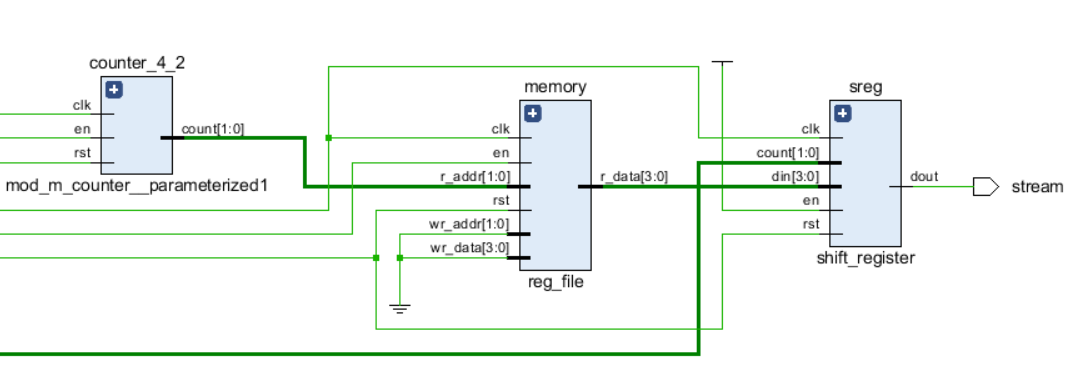 counter_4_2
clk
en
rst
count[1:0]
mod_m_counter__parameterized1
memory
clk
en
r_addr[1:0]
rst
wr_addr[1:0]
wr_data[3:0]
r_data[3:0]
reg_file
sreg
clk
count[1:0]
din[3:0]
en
rst
dout
shift_register
stream